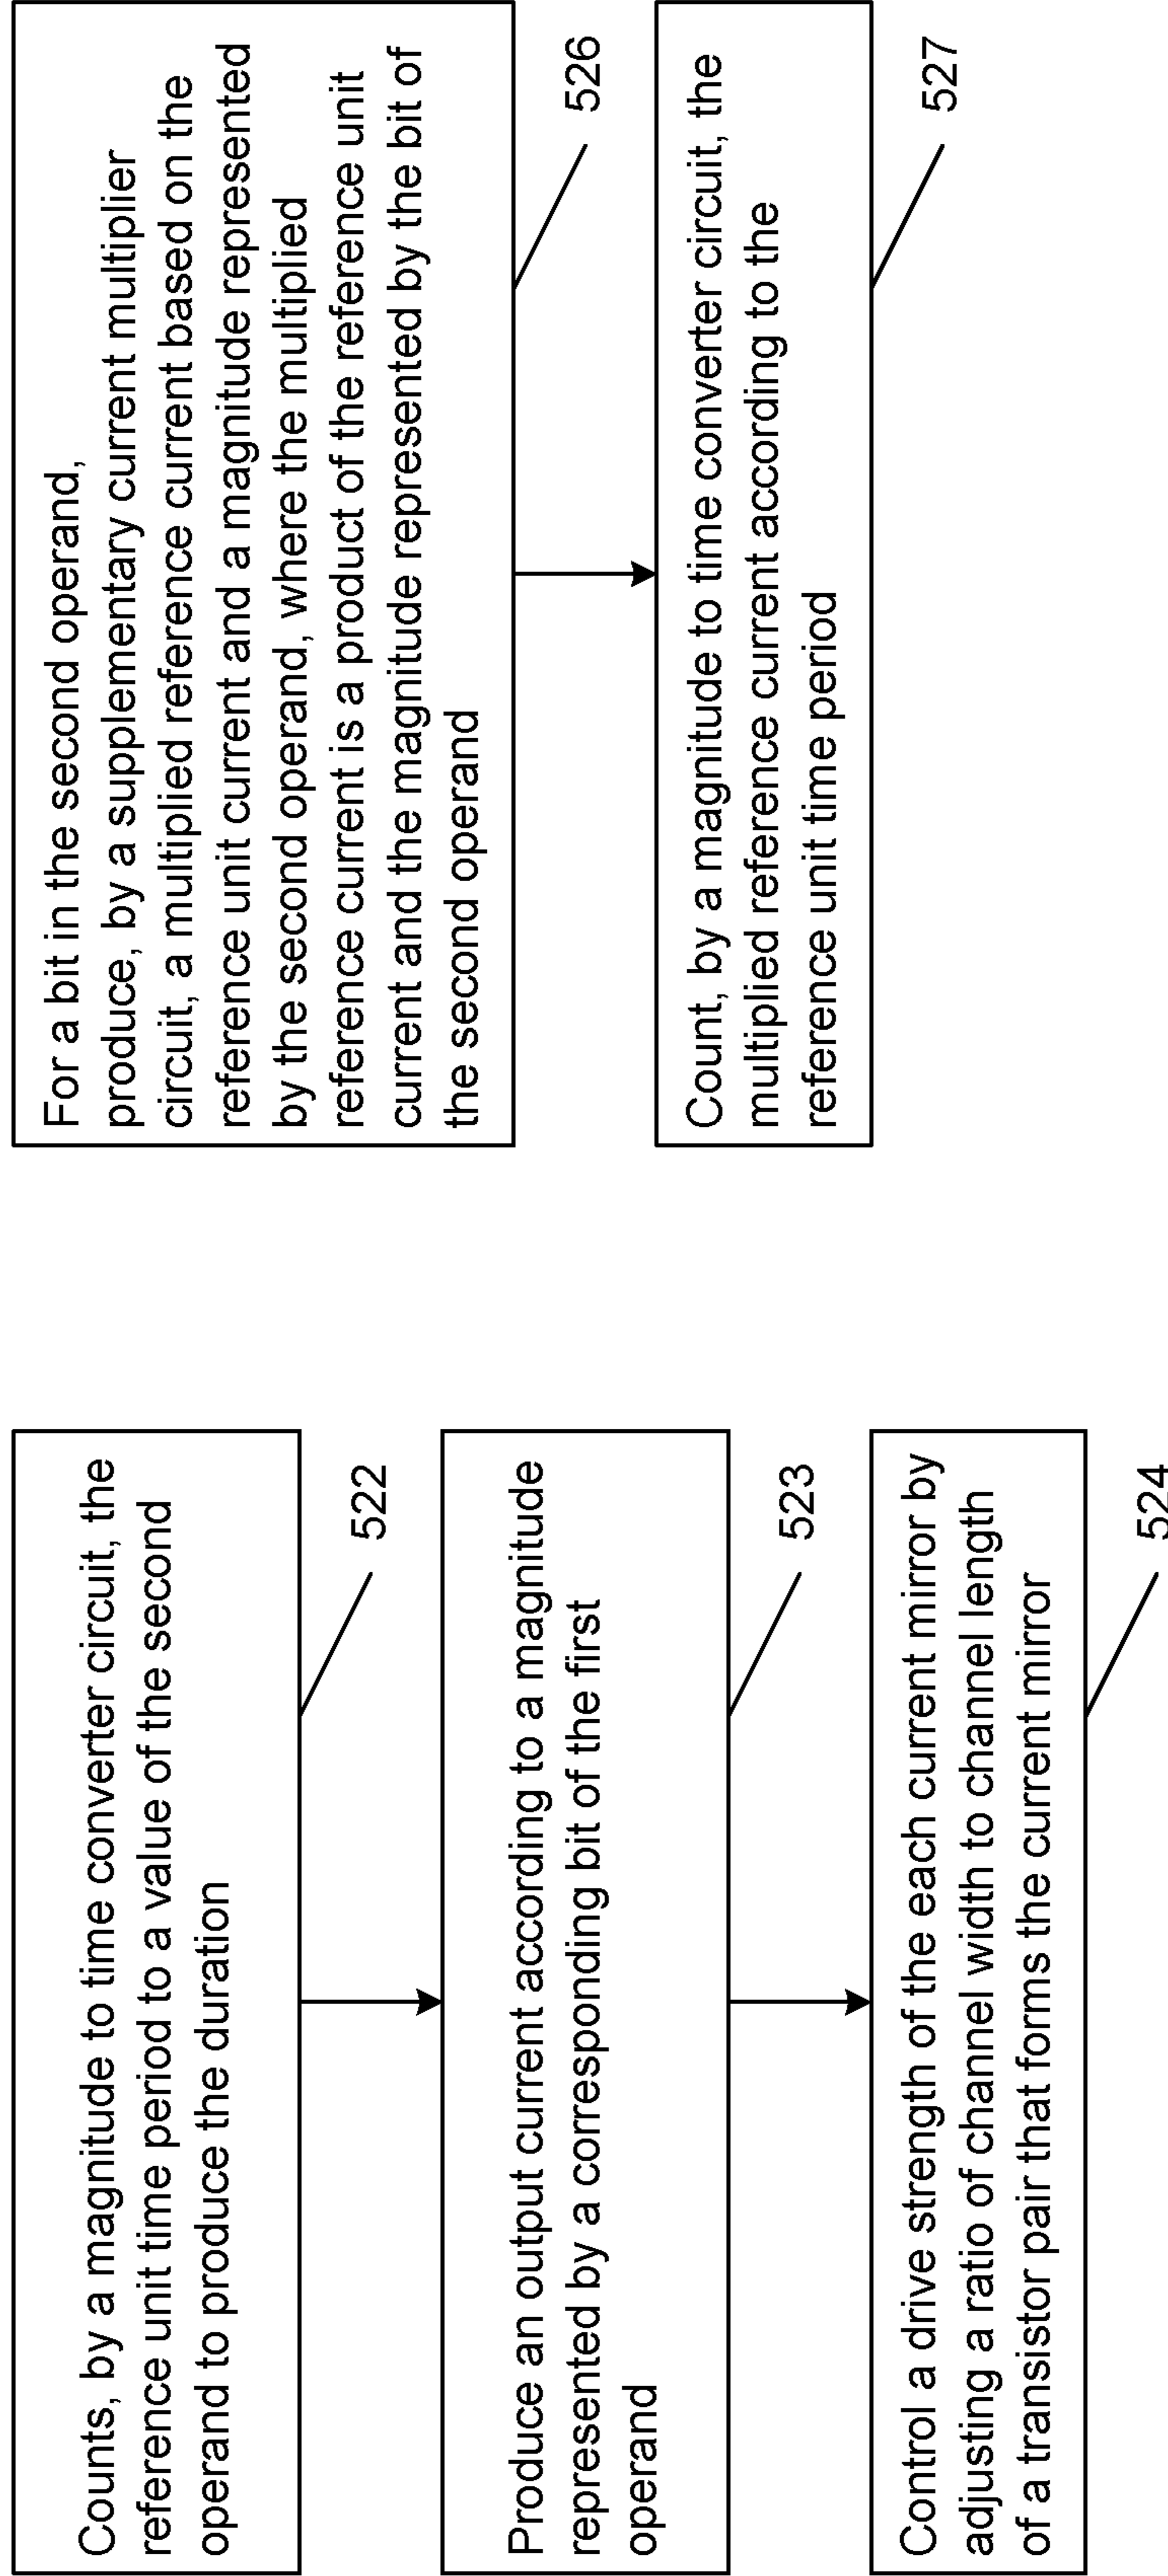 Counts, by a magnitude to time converter circuit, the
reference unit time period to a value of the second
operand to produce the duration
522
Produce an output current according to a magnitude
represented by a corresponding bit of the first
operand
523
Control a drive strength of the each current mirror by
adjusting a ratio of channel width to channel length
of a transistor pair that forms the current mirror
524
For a bit in the second operand,
produce, by a supplementary current multiplier
circuit, a multiplied reference current based on the
reference unit current and a magnitude represented
by the second operand, where the multiplied
reference current is a product of the reference unit
current and the magnitude represented by the bit of
the second operand
526
Count, by a magnitude to time converter circuit, the
multiplied reference current according to the
reference unit time period
527